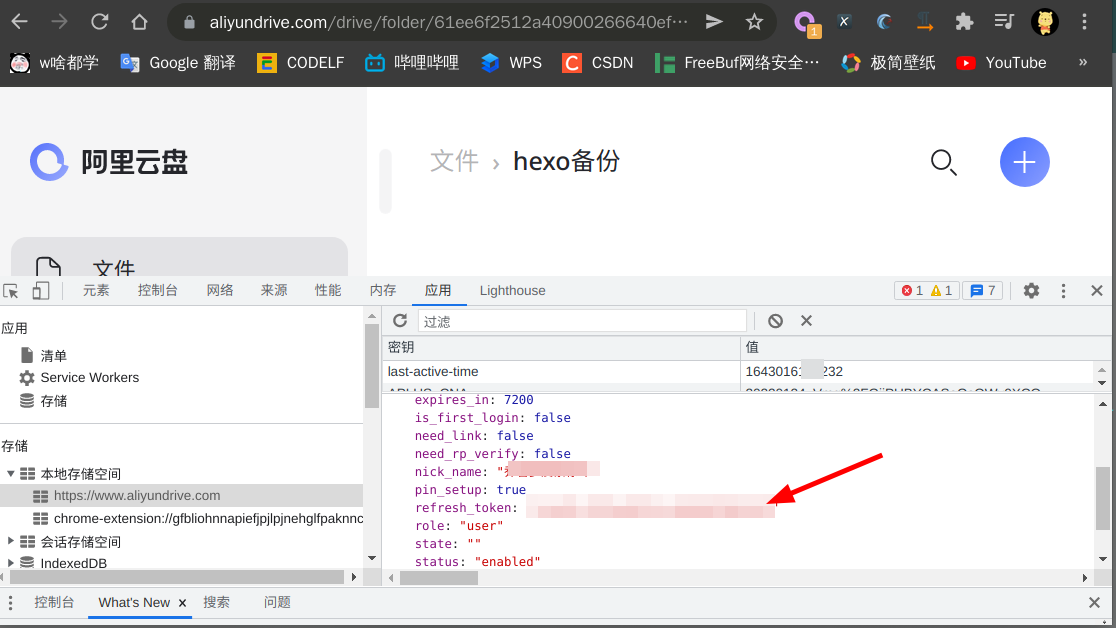 aliyundrive.com/drive/folder/61ee6f2512a40900266640ef…
1
w啥都学 Google 翻译 CODELF 哔哩哔哩 WPS CSDN FreeBuf网络安全… 极简壁纸 YouTube »
阿里云盘
文件 › hexo备份
文件
元素 控制台 网络 来源 性能 内存 应用 Lighthouse 1 1 7
应用
过滤
密钥 值
清单
last-active-time 16430161 232
Service Workers
存储
expires_in: 7200
is_first_login: false
need_link: false
存储
need_rp_verify: false
本地存储空间
nick_name: "
https://www.aliyundrive.com
pin_setup: true
refresh_token:
chrome-extension://gfbliohnnapiefjpjlpjnehglfpaknnc
role: "user"
会话存储空间
state: ""
IndexedDB
status: "enabled"
控制台 What's New 搜索 问题